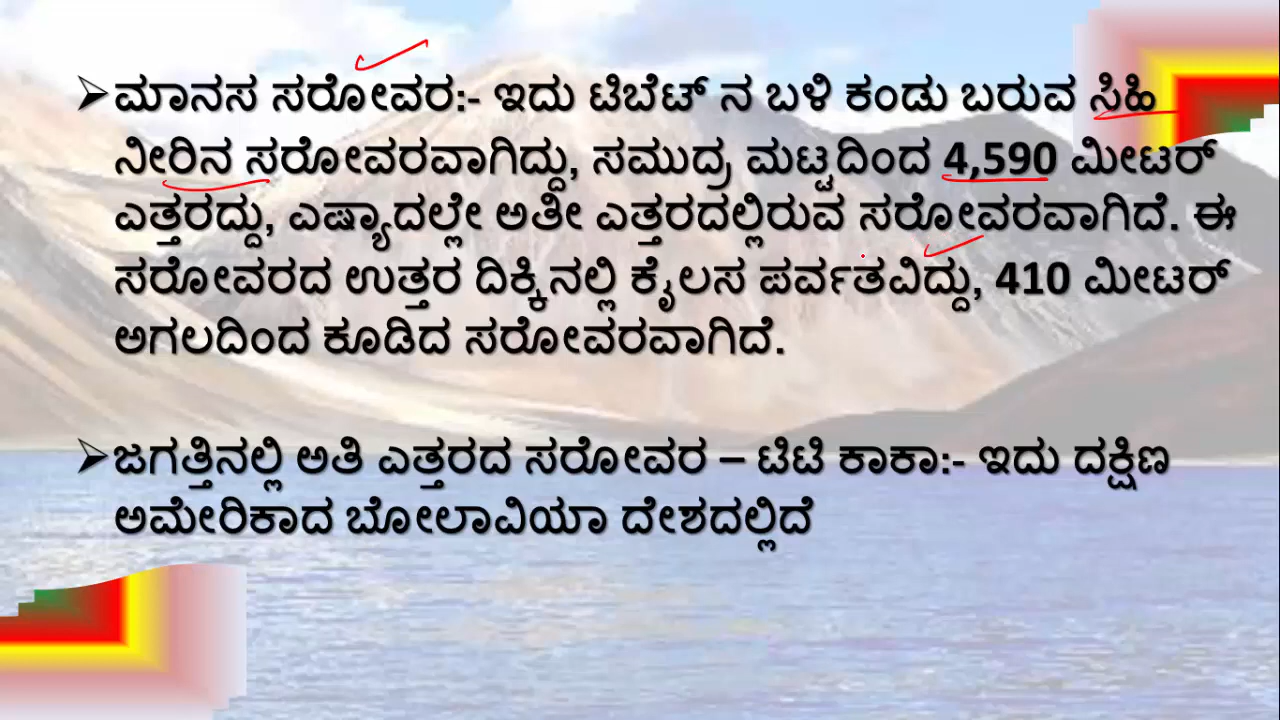 ➢ಮಾನಸ ಸರೋವರ:- ಇದು ಟಿಬೆಟ್ ನ ಬಳಿ ಕಂಡು ಬರುವ ಸಿಹಿ
ನೀರಿನ ಸರೋವರವಾಗಿದ್ದು, ಸಮುದ್ರ ಮಟ್ಟದಿಂದ 4,590 ಮೀಟರ್
ಎತ್ತರದ್ದು, ಎಷ್ಯಾದಲ್ಲೇ ಅತೀ ಎತ್ತರದಲ್ಲಿರುವ ಸರೋವರವಾಗಿದೆ. ಈ
ಸರೋವರದ ಉತ್ತರ ದಿಕ್ಕಿನಲ್ಲಿ ಕೈಲಸ ಪರ್ವತವಿದ್ದು, 410 ಮೀಟರ್
ಅಗಲದಿಂದ ಕೂಡಿದ ಸರೋವರವಾಗಿದೆ.
➢ಜಗತ್ತಿನಲ್ಲಿ ಅತಿ ಎತ್ತರದ ಸರೋವರ – ಟಿಟಿ ಕಾಕಾ:- ಇದು ದಕ್ಷಿಣ
ಅಮೇರಿಕಾದ ಬೋಲಾವಿಯಾ ದೇಶದಲ್ಲಿದೆ